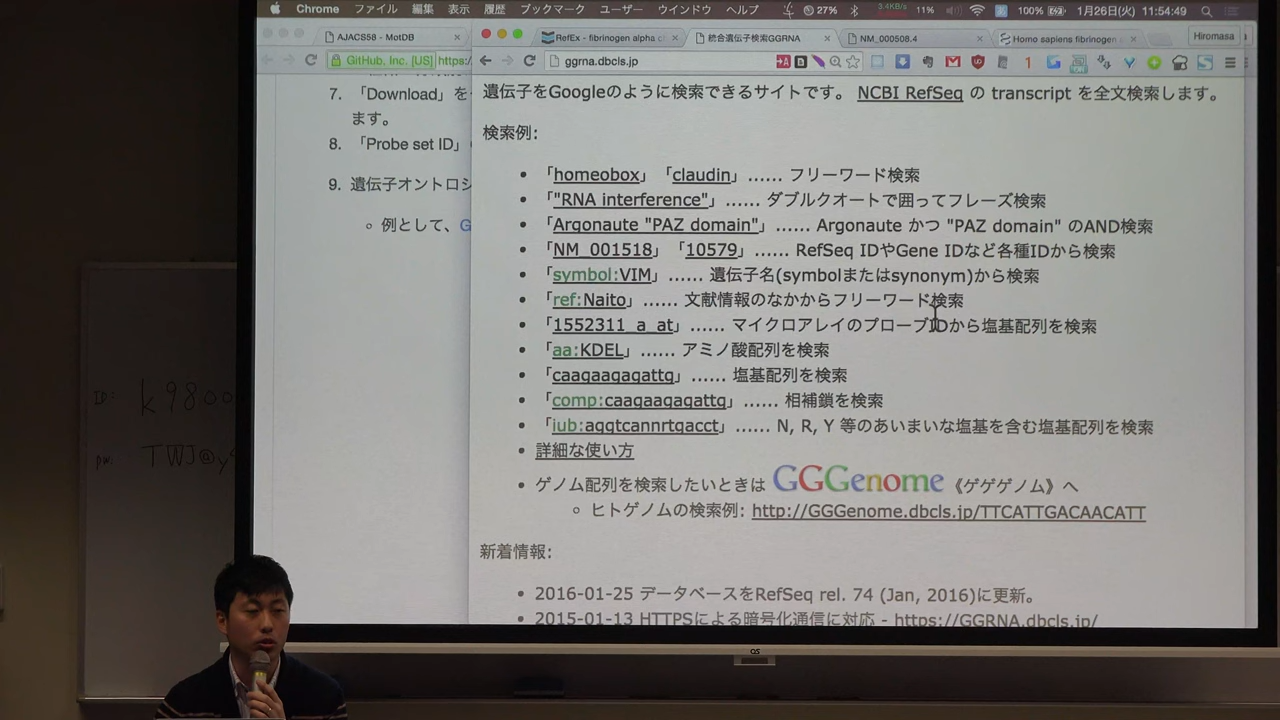 Chrome ファイル 編集 表示 履歴 ブックマーク ユーザー ウインドウ ヘルプ 27% 3.4KB/s 11% 100% 1月26日(火) 11:54:49
AJACS58 - MotDB
RefEx - fibrinogen alpha c
統合遺伝子検索GGRNA
NM_000508.4
Homo sapiens fibrinogen
Hiromasa
GitHub, Inc. [US] https:
ggrna.dbcls.jp
7. 「Download」を
ます。
8. 「Probe set ID」
9. 遺伝子オントロジ
例として、G
遺伝子をGoogleのように検索できるサイトです。 NCBI RefSeq の transcript を全文検索します。
検索例:
「homeobox」 「claudin」 ...... フリーワード検索
「"RNA interference"」 ...... ダブルクオートで囲ってフレーズ検索
「Argonaute "PAZ domain"」 ...... Argonaute かつ "PAZ domain" のAND検索
「NM_001518」 「10579」 ...... RefSeq IDやGene IDなど各種IDから検索
「symbol:VIM」 ...... 遺伝子名(symbolまたはsynonym)から検索
「ref:Naito」 ...... 文献情報のなかからフリーワード検索
「1552311_a_at」 ...... マイクロアレイのプローブIDから塩基配列を検索
「aa:KDEL」 ...... アミノ酸配列を検索
「caagaagagattg」 ...... 塩基配列を検索
「comp:caagaagagattg」 ...... 相補鎖を検索
「iub:aggtcannrtgacct」 ...... N, R, Y 等のあいまいな塩基を含む塩基配列を検索
詳細な使い方
ゲノム配列を検索したいときは GGGenome 《ゲゲゲノム》へ
ヒトゲノムの検索例: http://GGGenome.dbcls.jp/TTCATTGACAACATT
新着情報:
2016-01-25 データベースをRefSeq rel. 74 (Jan, 2016)に更新。
2015-01-13 HTTPSによる暗号化通信に対応 - https://GGRNA.dbcls.jp/
ID: k9800
pw: TWJ@y